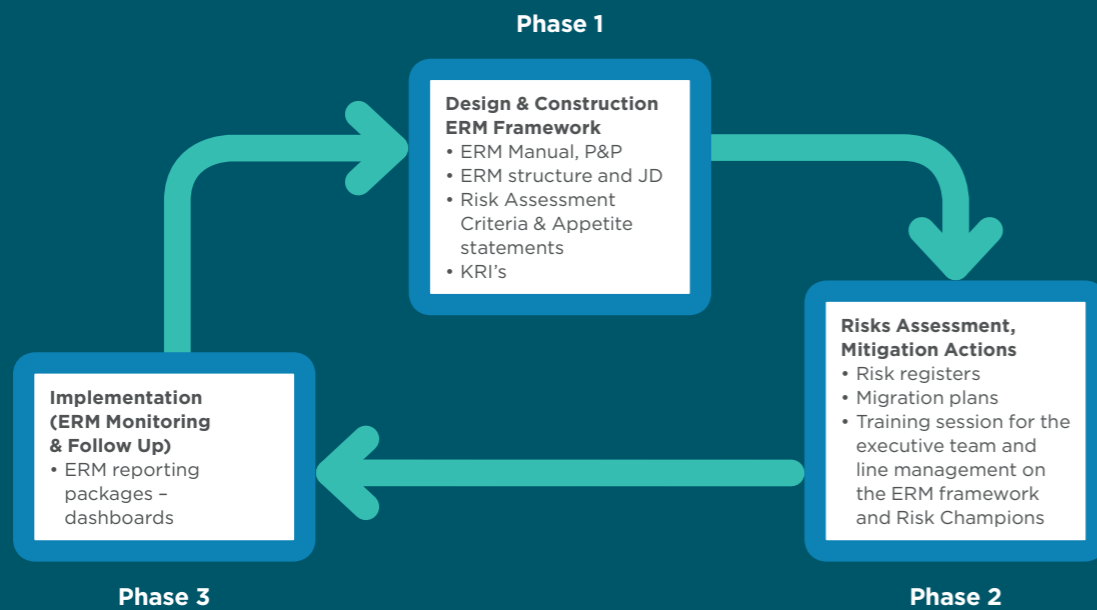 Phase 1
Design & Construction
ERM Framework
• ERM Manual, P&P
• ERM structure and JD
• Risk Assessment
Criteria & Appetite
statements
• KRI's
Risks Assessment,
Mitigation Actions
• Risk registers
• Migration plans
• Training session for the
executive team and
line management on
the ERM framework
and Risk Champions
Phase 2
Implementation
(ERM Monitoring
& Follow Up)
• ERM reporting
packages –
dashboards
Phase 3